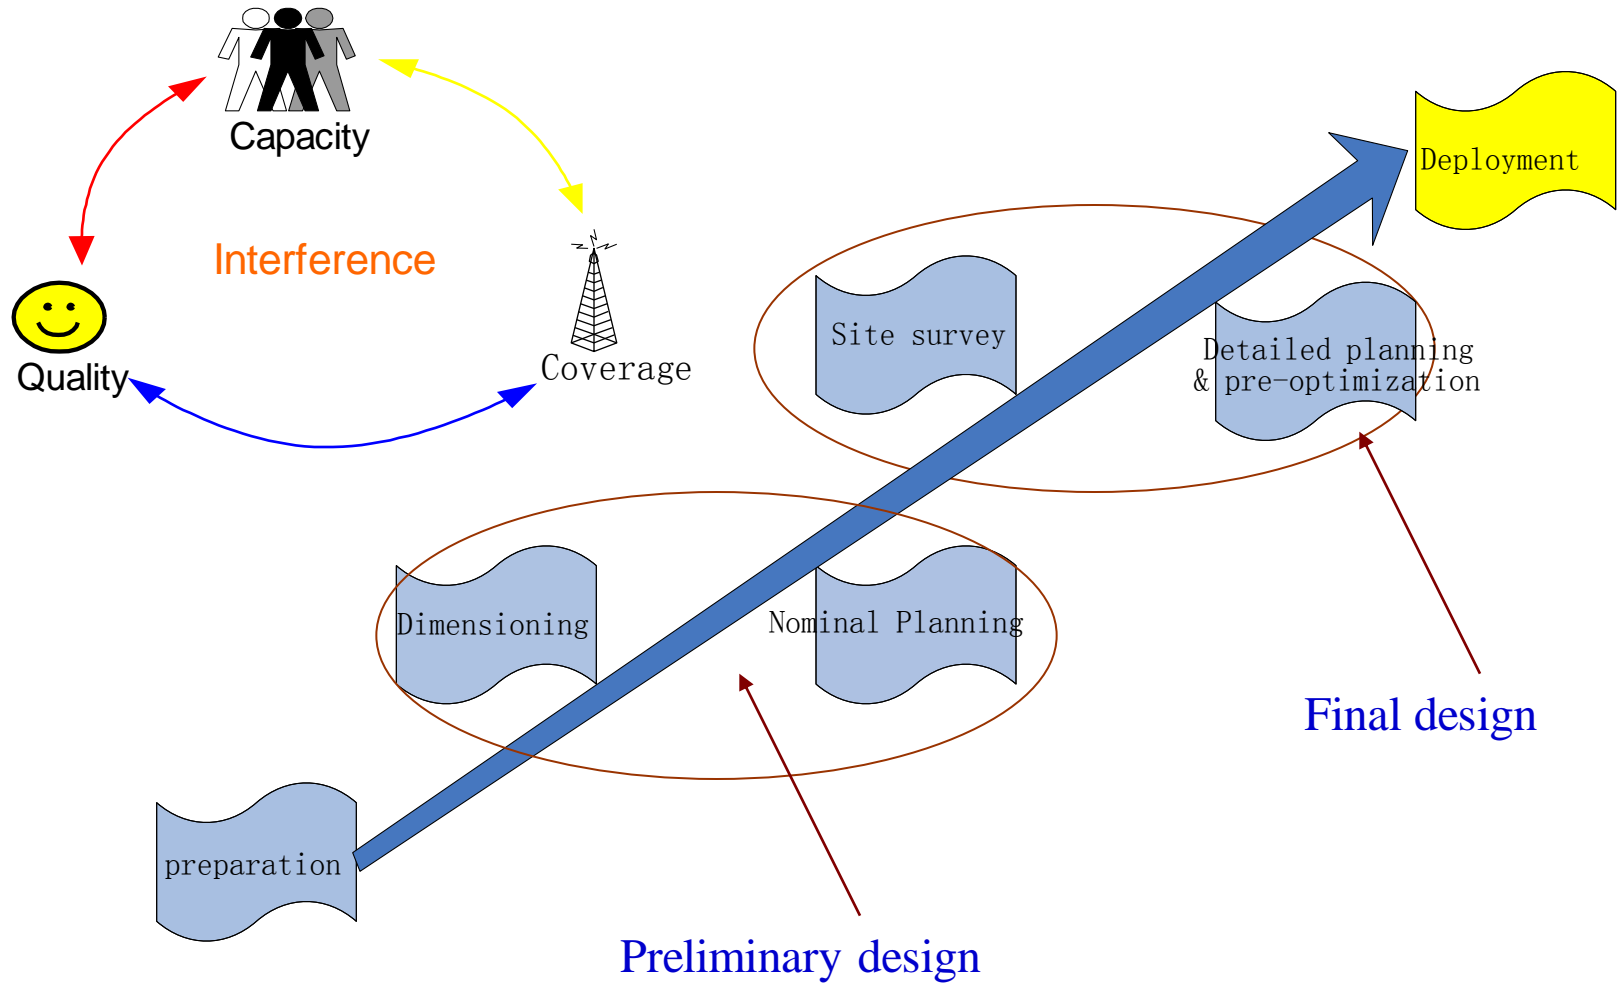 Capacity
Interference
Quality
Coverage
Deployment
Site survey
Detailed planning
& pre-optimization
Dimensioning
Nominal Planning
Final design
preparation
Preliminary design